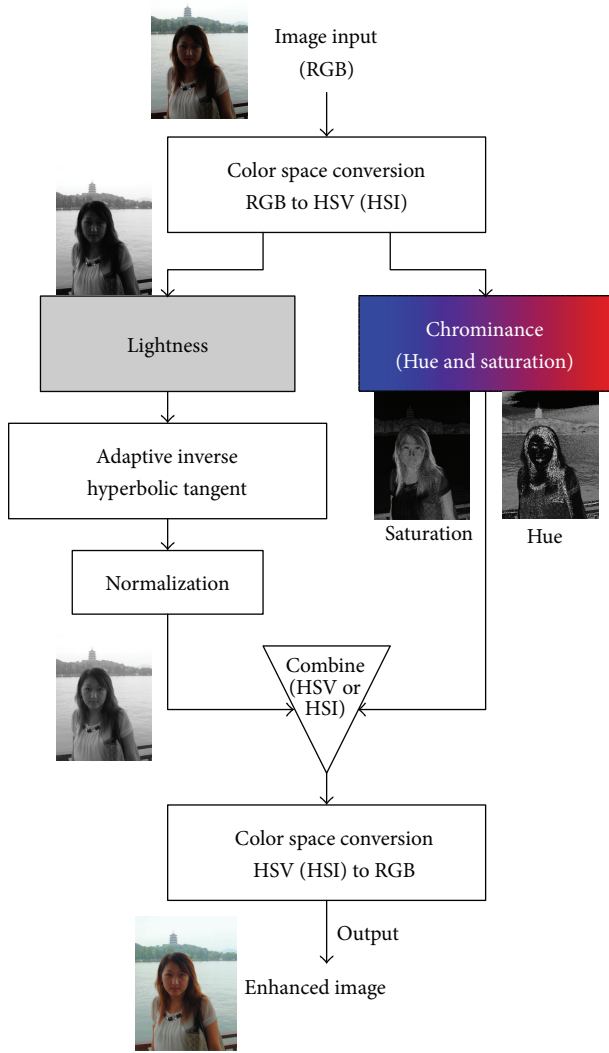 Image input
(RGB)
Color space conversion
RGB to HSV (HSI)
Lightness
Chrominance
(Hue and saturation)
Adaptive inverse
hyperbolic tangent
Saturation
Hue
Normalization
Combine
(HSV or
HSI)
Color space conversion
HSV (HSI) to RGB
Output
Enhanced image